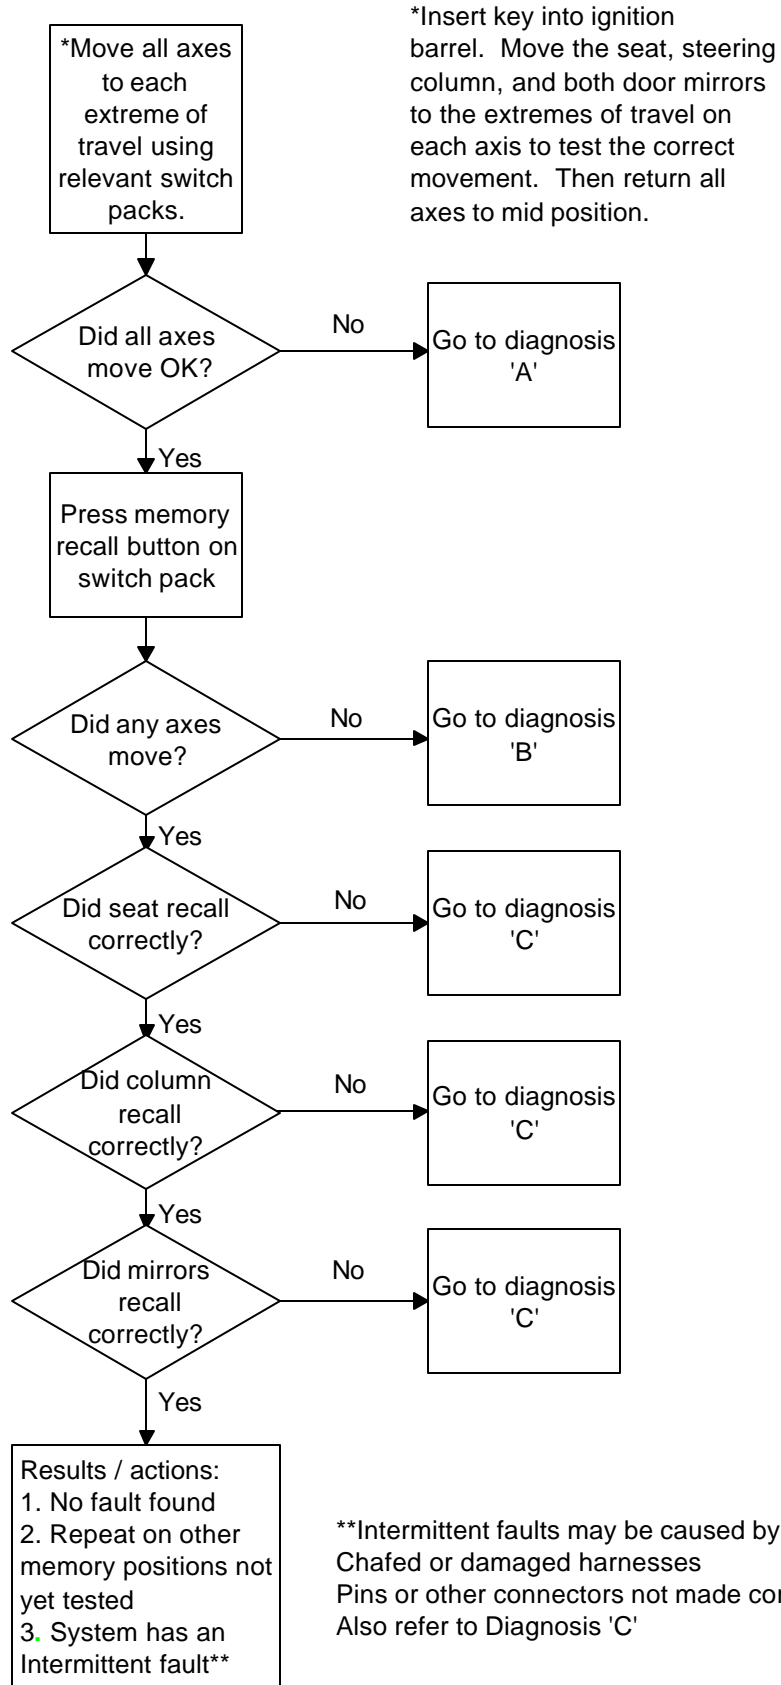 *Move all axes
to each
extreme of
travel using
relevant switch
packs.
*Insert key into ignition
barrel. Move the seat, steering
column, and both door mirrors
to the extremes of travel on
each axis to test the correct
movement. Then return all
axes to mid position.
Did all axes
move OK?
No
Go to diagnosis
'A'
Yes
Press memory
recall button on
switch pack
Did any axes
move?
No
Go to diagnosis
'B'
Yes
Did seat recall
correctly?
No
Go to diagnosis
'C'
Yes
Did column
recall
correctly?
No
Go to diagnosis
'C'
Yes
Did mirrors
recall
correctly?
No
Go to diagnosis
'C'
Yes
Results / actions:
1. No fault found
2. Repeat on other
memory positions not
yet tested
3. System has an
Intermittent fault**
**Intermittent faults may be caused by
Chafed or damaged harnesses
Pins or other connectors not made
Also refer to Diagnosis 'C'